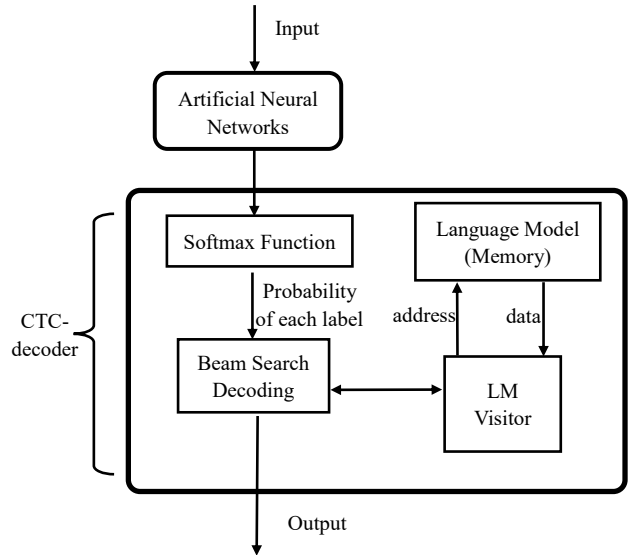 Input
Artificial Neural
Networks
Softmax Function
Language Model
(Memory)
Probability
of each label
address
data
CTC-
decoder
Beam Search
Decoding
LM
Visitor
Output